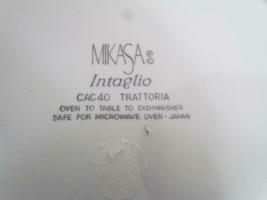 MIKASA®©
Intaglio
CAC40 TRATTORIA
OVEN TO TABLE TO DISHWASHER
SAFE FOR MICROWAVE OVEN-JAPAN